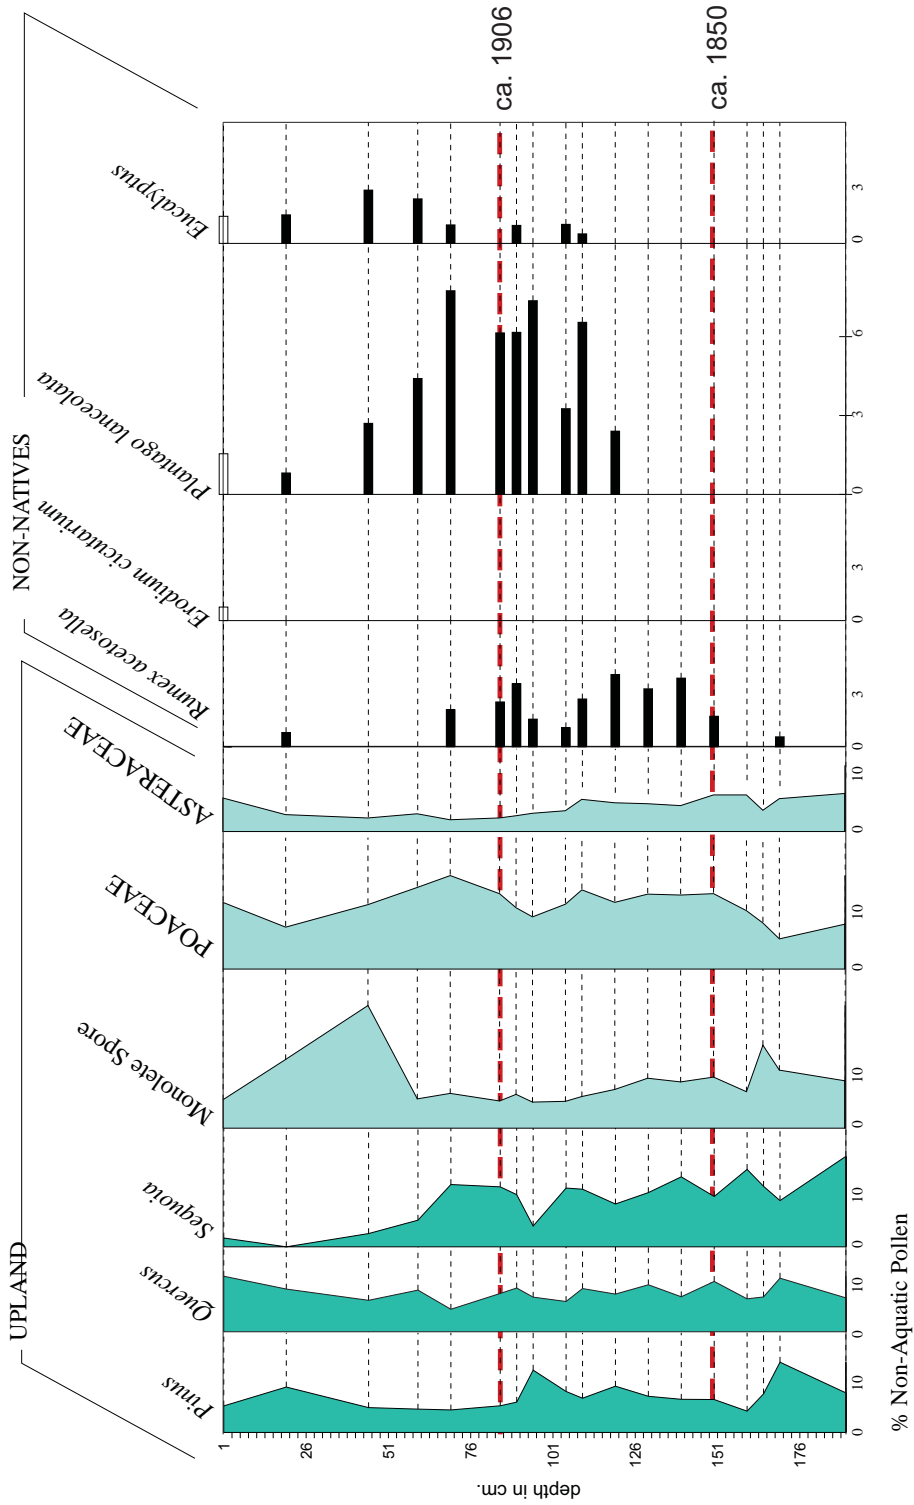 UPLAND
NON-NATIVES
Pinus
Quercus
Sequoia
Monolete Spore
POACEAE
ASTERACEAE
Rumex acetosella
Erodium cicutarium
Plantago lanceolata
Eucalyptus
1
26
51
76
101
126
151
176
depth in cm.
ca. 1906
ca. 1850
0 10
0 10
0 10
0 10
0 10
0 10
0 3
0 3
0 3 6
0 3
% Non-Aquatic Pollen